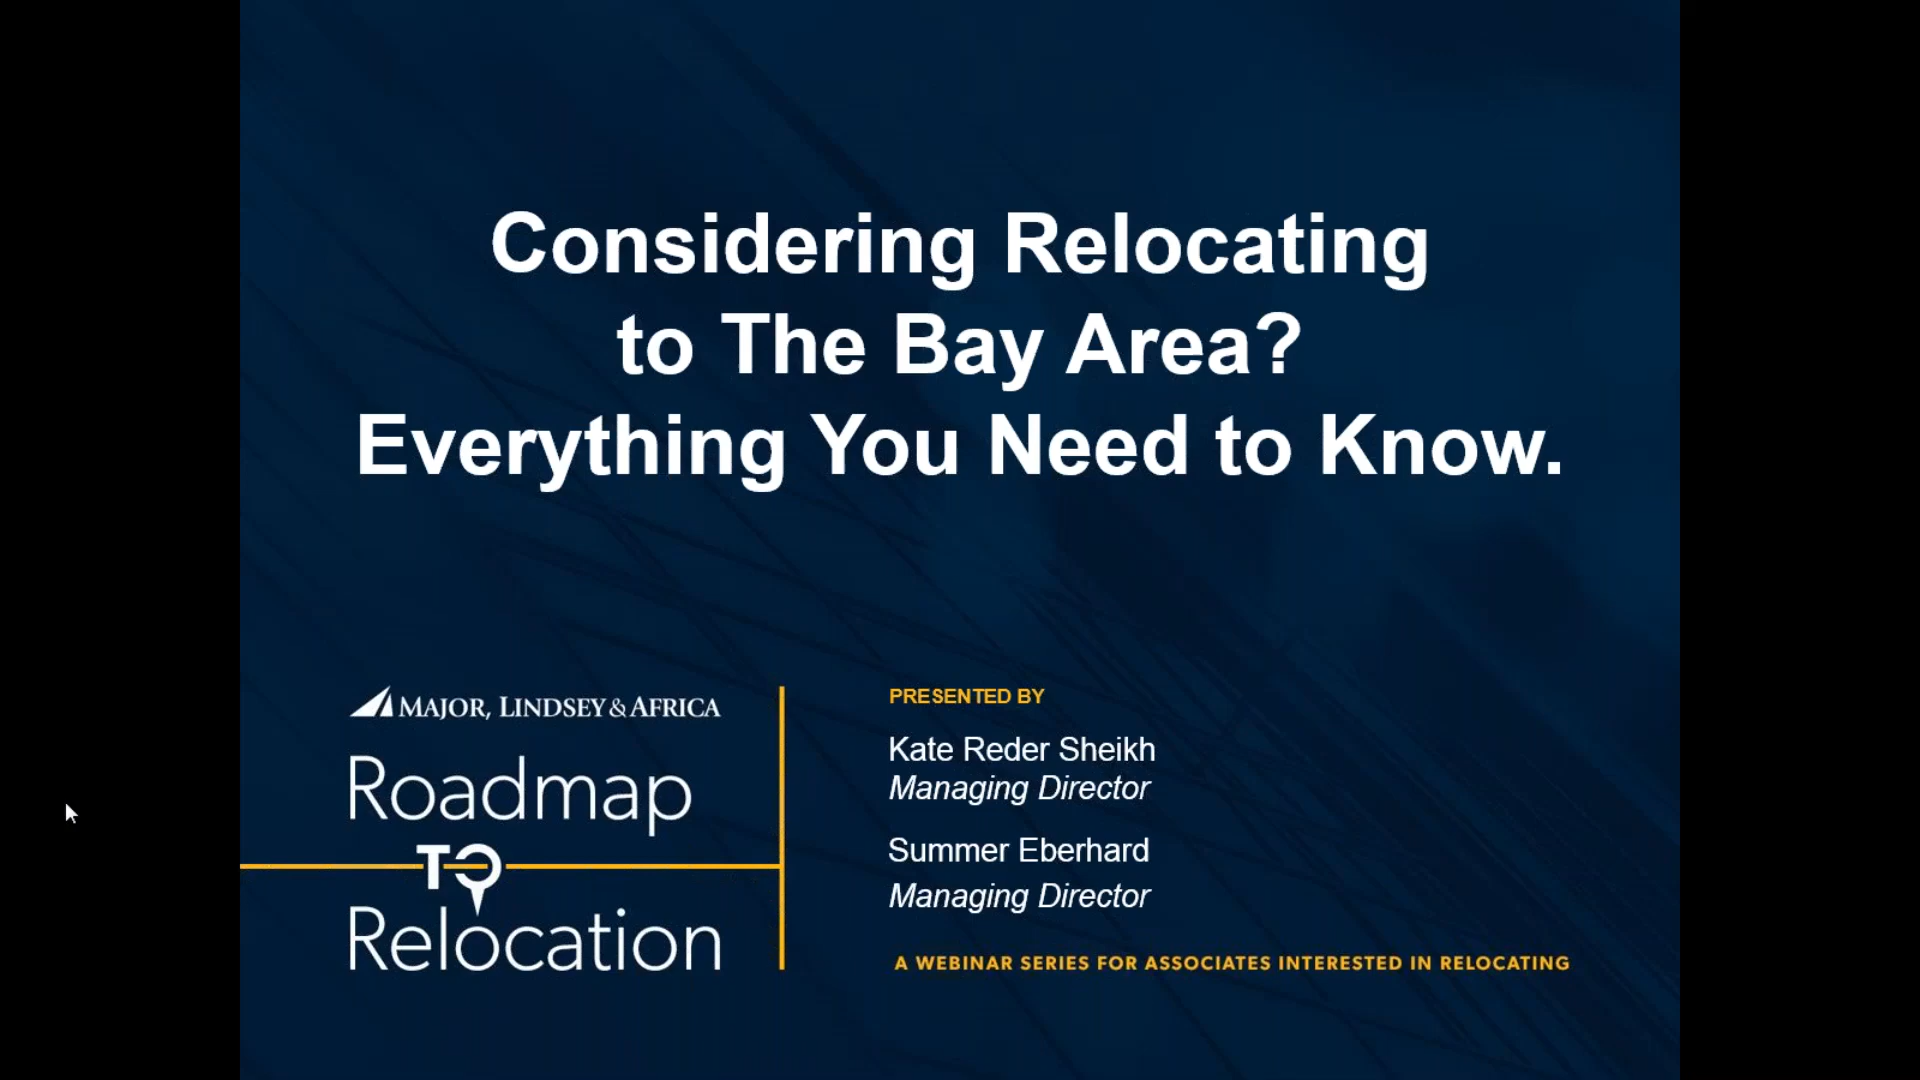 Considering Relocating
to The Bay Area?
Everything You Need to Know.
MAJOR, LINDSEY & AFRICA
Roadmap
TO
Relocation
PRESENTED BY
Kate Reder Sheikh
Managing Director
Summer Eberhard
Managing Director
A WEBINAR SERIES FOR ASSOCIATES INTERESTED IN RELOCATING